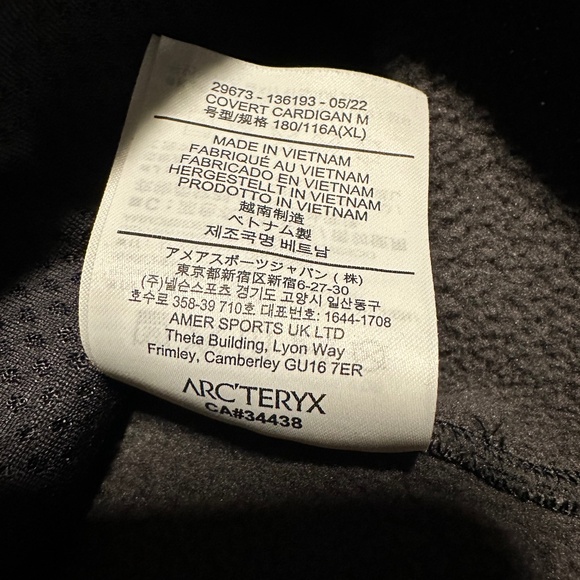 29673 - 136193 - 05/22
COVERT CARDIGAN M
号型/规格 180/116A(XL)
MADE IN VIETNAM
FABRIQUÉ AU VIETNAM
FABRICADO EN VIETNAM
HERGESTELLT IN VIETNAM
PRODOTTO IN VIETNAM
越南制造
ベトナム製
제조국명 베트남
アメアスポーツジャパン (株)
東京都新宿区新宿6-27-30
(주)넬슨스포츠 경기도 고양시 일산동구
호수로 358-39 710호 대표번호: 1644-1708
AMER SPORTS UK LTD
Theta Building, Lyon Way
Frimley, Camberley GU16 7ER
ARC'TERYX
CA#34438